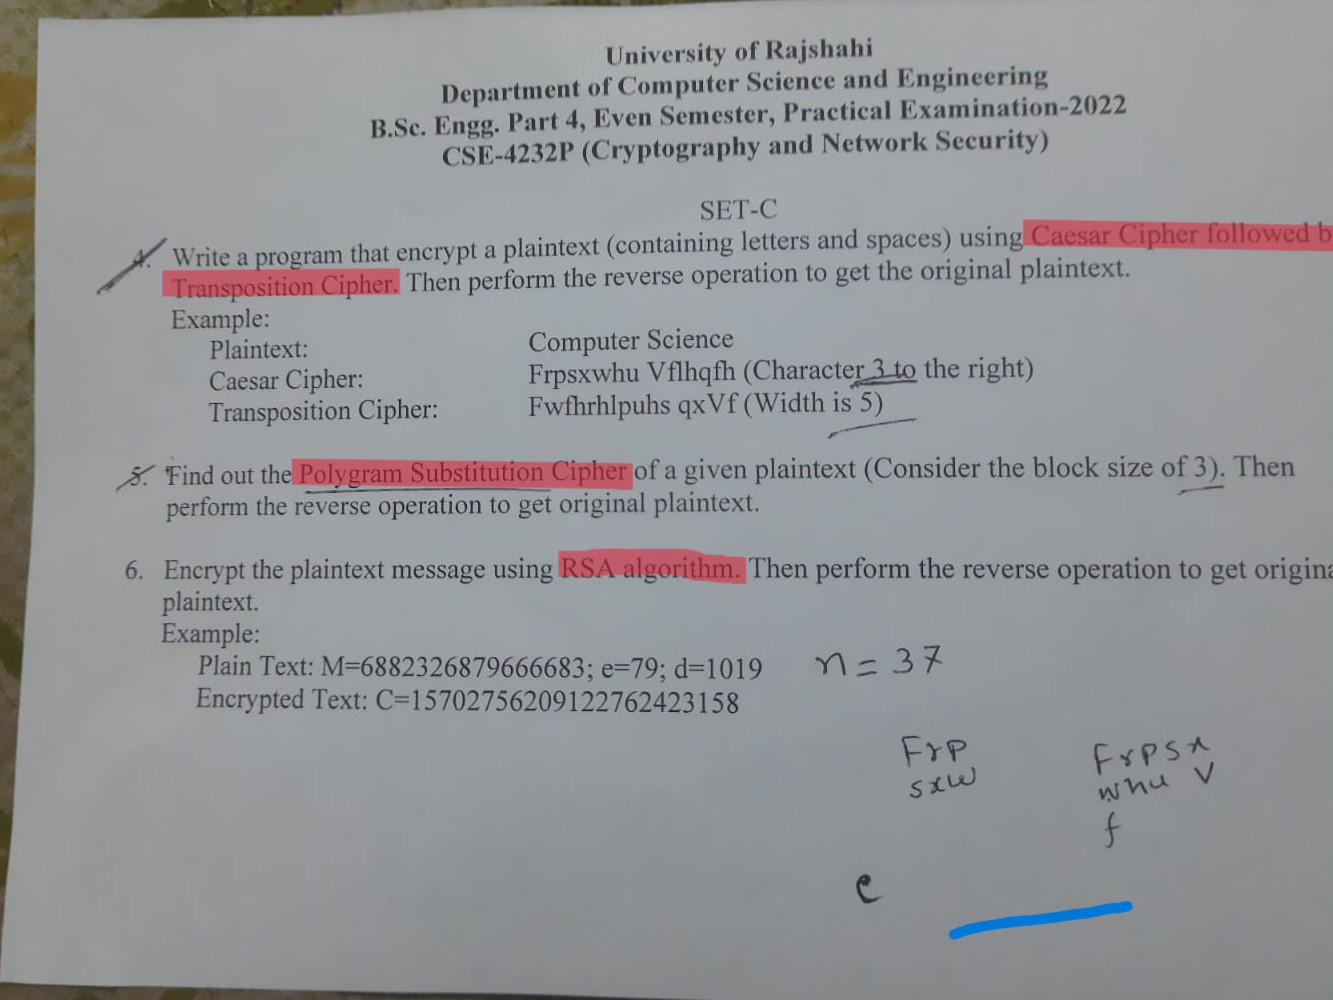 University of Rajshahi
Department of Computer Science and Engineering
B.Sc. Engg. Part 4, Even Semester, Practical Examination-2022
CSE-4232P (Cryptography and Network Security)
SET-C
4. Write a program that encrypt a plaintext (containing letters and spaces) using Caesar Cipher followed b
Transposition Cipher. Then perform the reverse operation to get the original plaintext.
Example:
Plaintext: Computer Science
Caesar Cipher: Frpsxwhu Vflhqfh (Character 3 to the right)
Transposition Cipher: Fwfhrhlpuhs qxVf (Width is 5)
5. Find out the Polygram Substitution Cipher of a given plaintext (Consider the block size of 3). Then
perform the reverse operation to get original plaintext.
6. Encrypt the plaintext message using RSA algorithm. Then perform the reverse operation to get origina
plaintext.
Example:
Plain Text: M=6882326879666683; e=79; d=1019 n = 37
Encrypted Text: C=15702756209122762423158
Frp Frpsx
sxw whu V
f
e